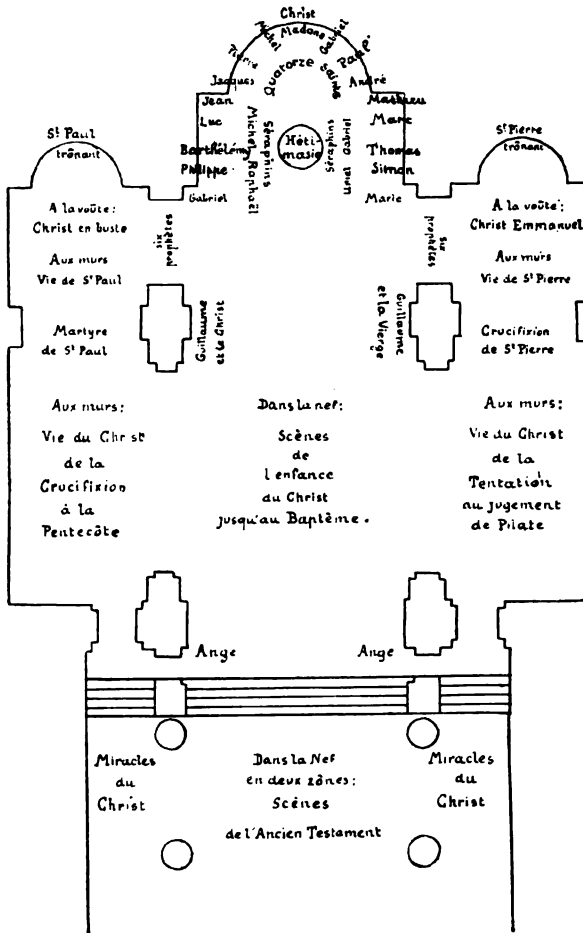 Christ
Michel Madone Gabriel
Pierre Paul
Quatorze Saints
Jacques
André
Jean
Mathieu
Luc
Marc
Barthélémy
Thomas
Philippe
Simon
Gabriel
Marie
Michel Raphaël
Séraphins
Héti-
masie
Séraphins
Uriel Gabriel
St Paul
trônant
St Pierre
trônant
A la voûte:
Christ en buste
Aux murs
Vie de St Paul
Martyre
de St Paul
six
prophètes
Guillaume
et le Christ
six
prophètes
Guillaume
et la Vierge
A la voûte:
Christ Emmanuel
Aux murs
Vie de St Pierre
Crucifixion
de St Pierre
Aux murs:
Vie du Christ
de la
Crucifixion
à la
Pentecôte
Dans la nef:
Scènes
de
l'enfance
du Christ
jusqu'au Baptême.
Aux murs:
Vie du Christ
de la
Tentation
au jugement
de Pilate
Ange
Ange
Miracles
du
Christ
Dans la Nef
en deux zônes:
Scènes
de l'Ancien Testament
Miracles
du
Christ